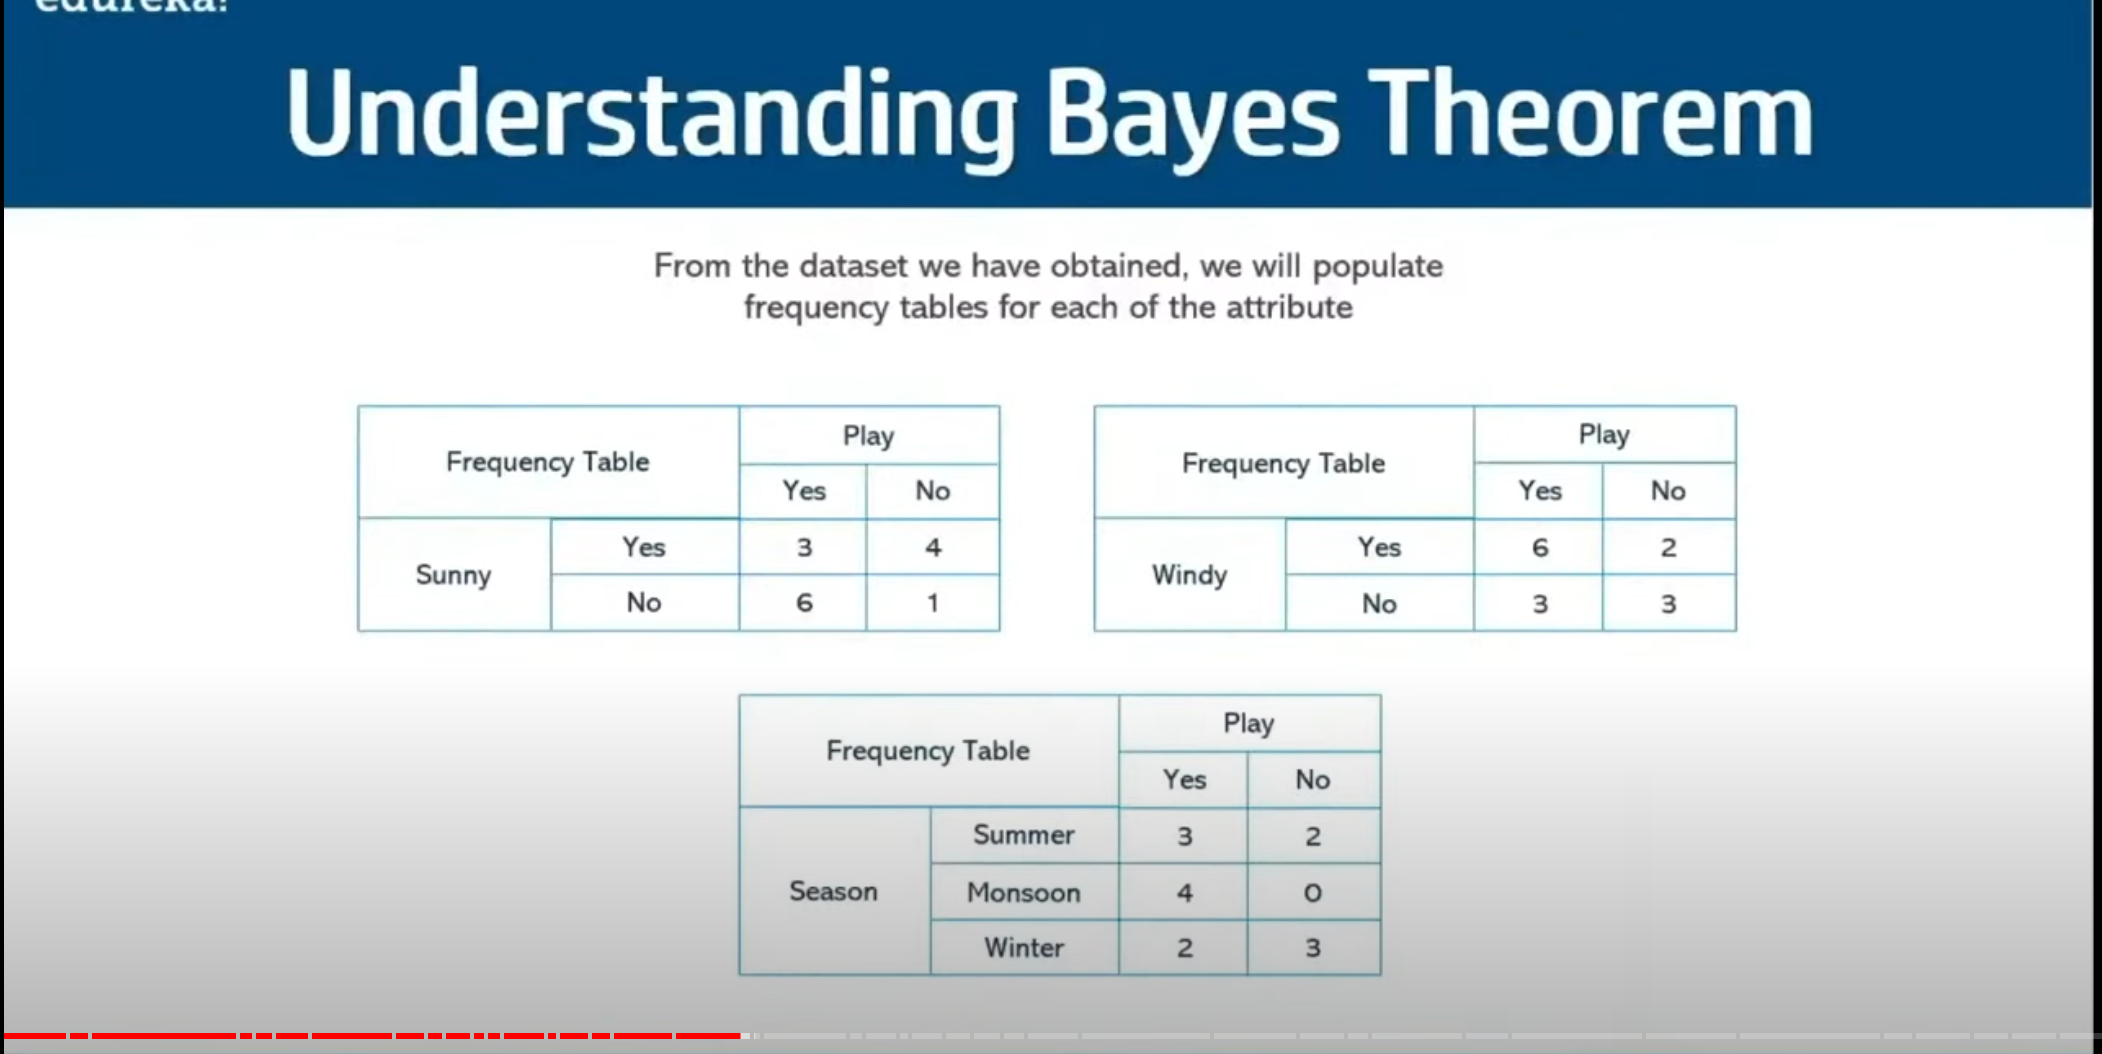 edureka!
Understanding Bayes Theorem
From the dataset we have obtained, we will populate
frequency tables for each of the attribute
Frequency Table
Play
Yes No
Sunny
Yes 3 4
No 6 1
Frequency Table
Play
Yes No
Windy
Yes 6 2
No 3 3
Frequency Table
Play
Yes No
Season
Summer 3 2
Monsoon 4 0
Winter 2 3